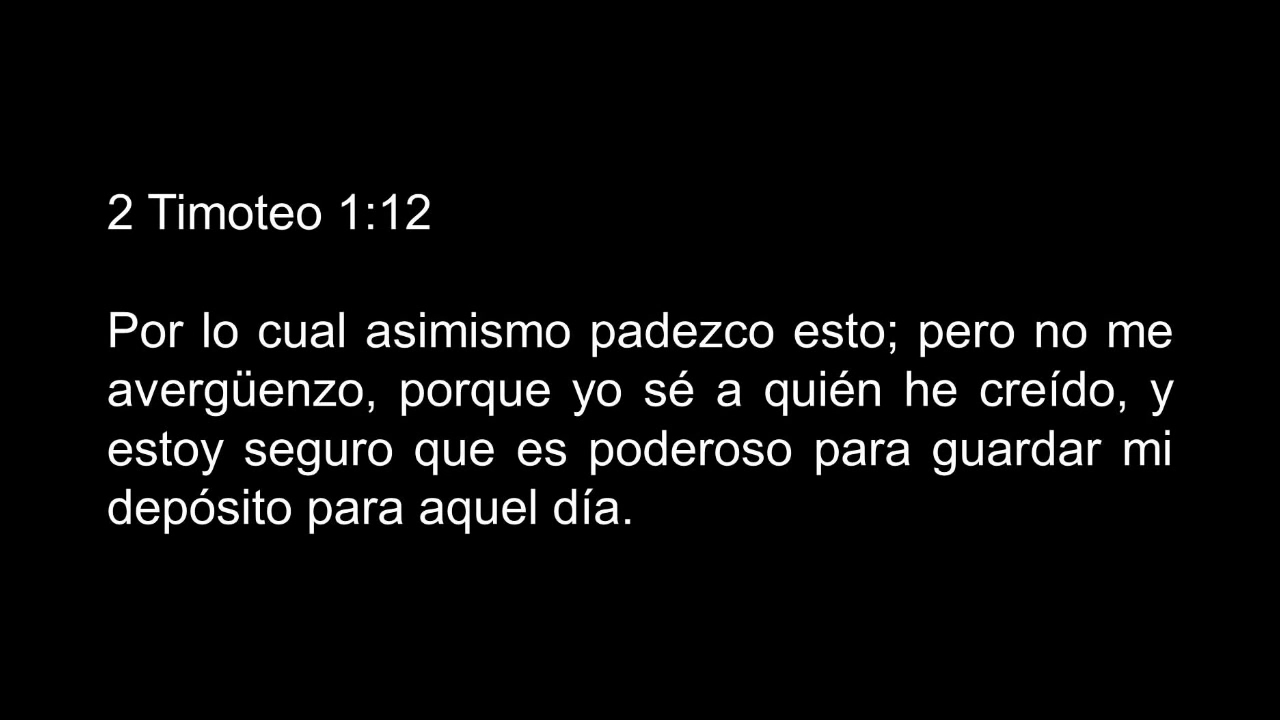 2 Timoteo 1:12
Por lo cual asimismo padezco esto; pero no me
avergüenzo, porque yo sé a quién he creído, y
estoy seguro que es poderoso para guardar mi
depósito para aquel día.